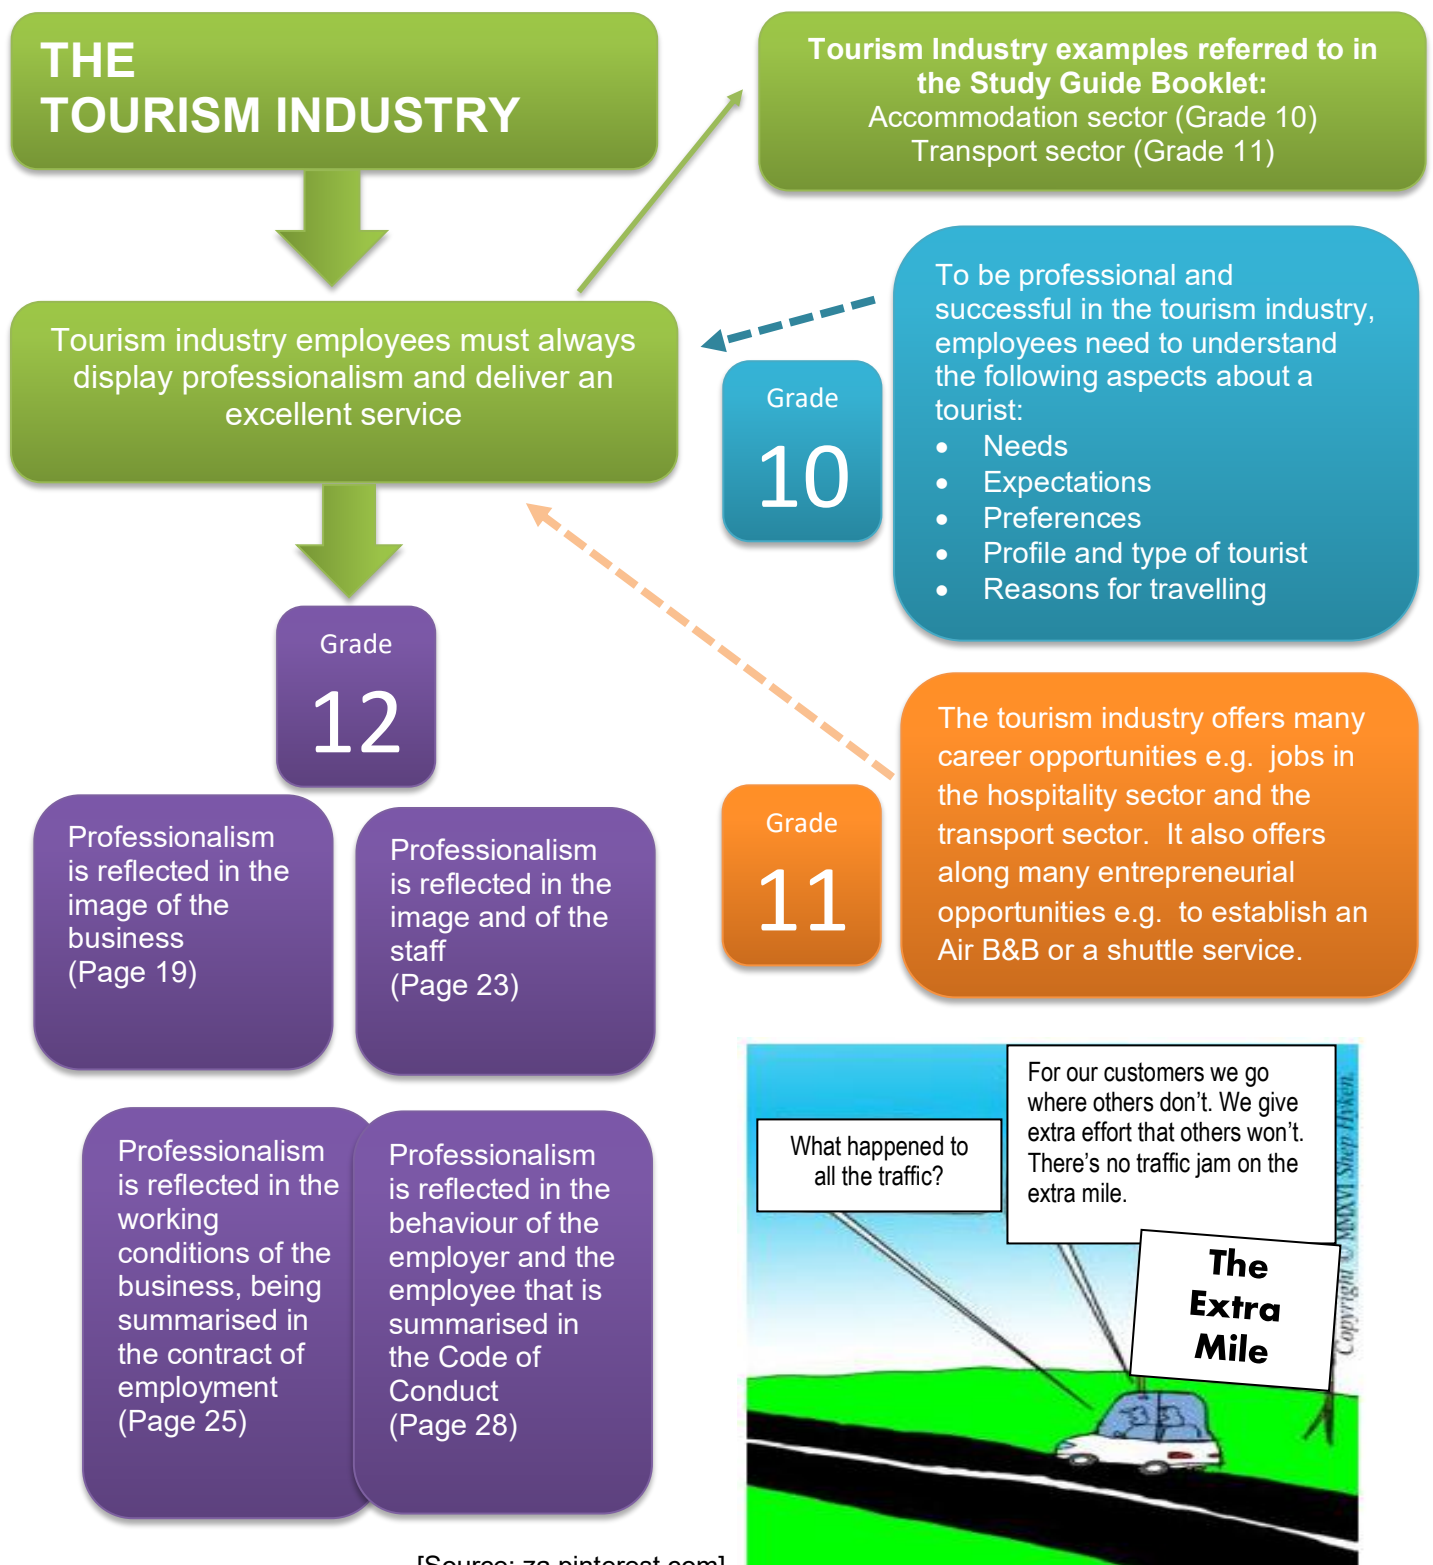 THE
TOURISM INDUSTRY
Tourism Industry examples referred to in
the Study Guide Booklet:
Accommodation sector (Grade 10)
Transport sector (Grade 11)
Tourism industry employees must always
display professionalism and deliver an
excellent service
Grade
10
To be professional and
successful in the tourism industry,
employees need to understand
the following aspects about a
tourist:
• Needs
• Expectations
• Preferences
• Profile and type of tourist
• Reasons for travelling
Grade
11
The tourism industry offers many
career opportunities e.g. jobs in
the hospitality sector and the
transport sector. It also offers
along many entrepreneurial
opportunities e.g. to establish an
Air B&B or a shuttle service.
Grade
12
Professionalism
is reflected in the
image of the
business
(Page 19)
Professionalism
is reflected in the
image and of the
staff
(Page 23)
Professionalism
is reflected in the
working
conditions of the
business, being
summarised in
the contract of
employment
(Page 25)
Professionalism
is reflected in the
behaviour of the
employer and the
employee that is
summarised in
the Code of
Conduct
(Page 28)
What happened to
all the traffic?
For our customers we go
where others don't. We give
extra effort that others won't.
There's no traffic jam on the
extra mile.
The
Extra
Mile
Copyright © MMXVI Shep Hyken.
[Source: za.pinterest.com]